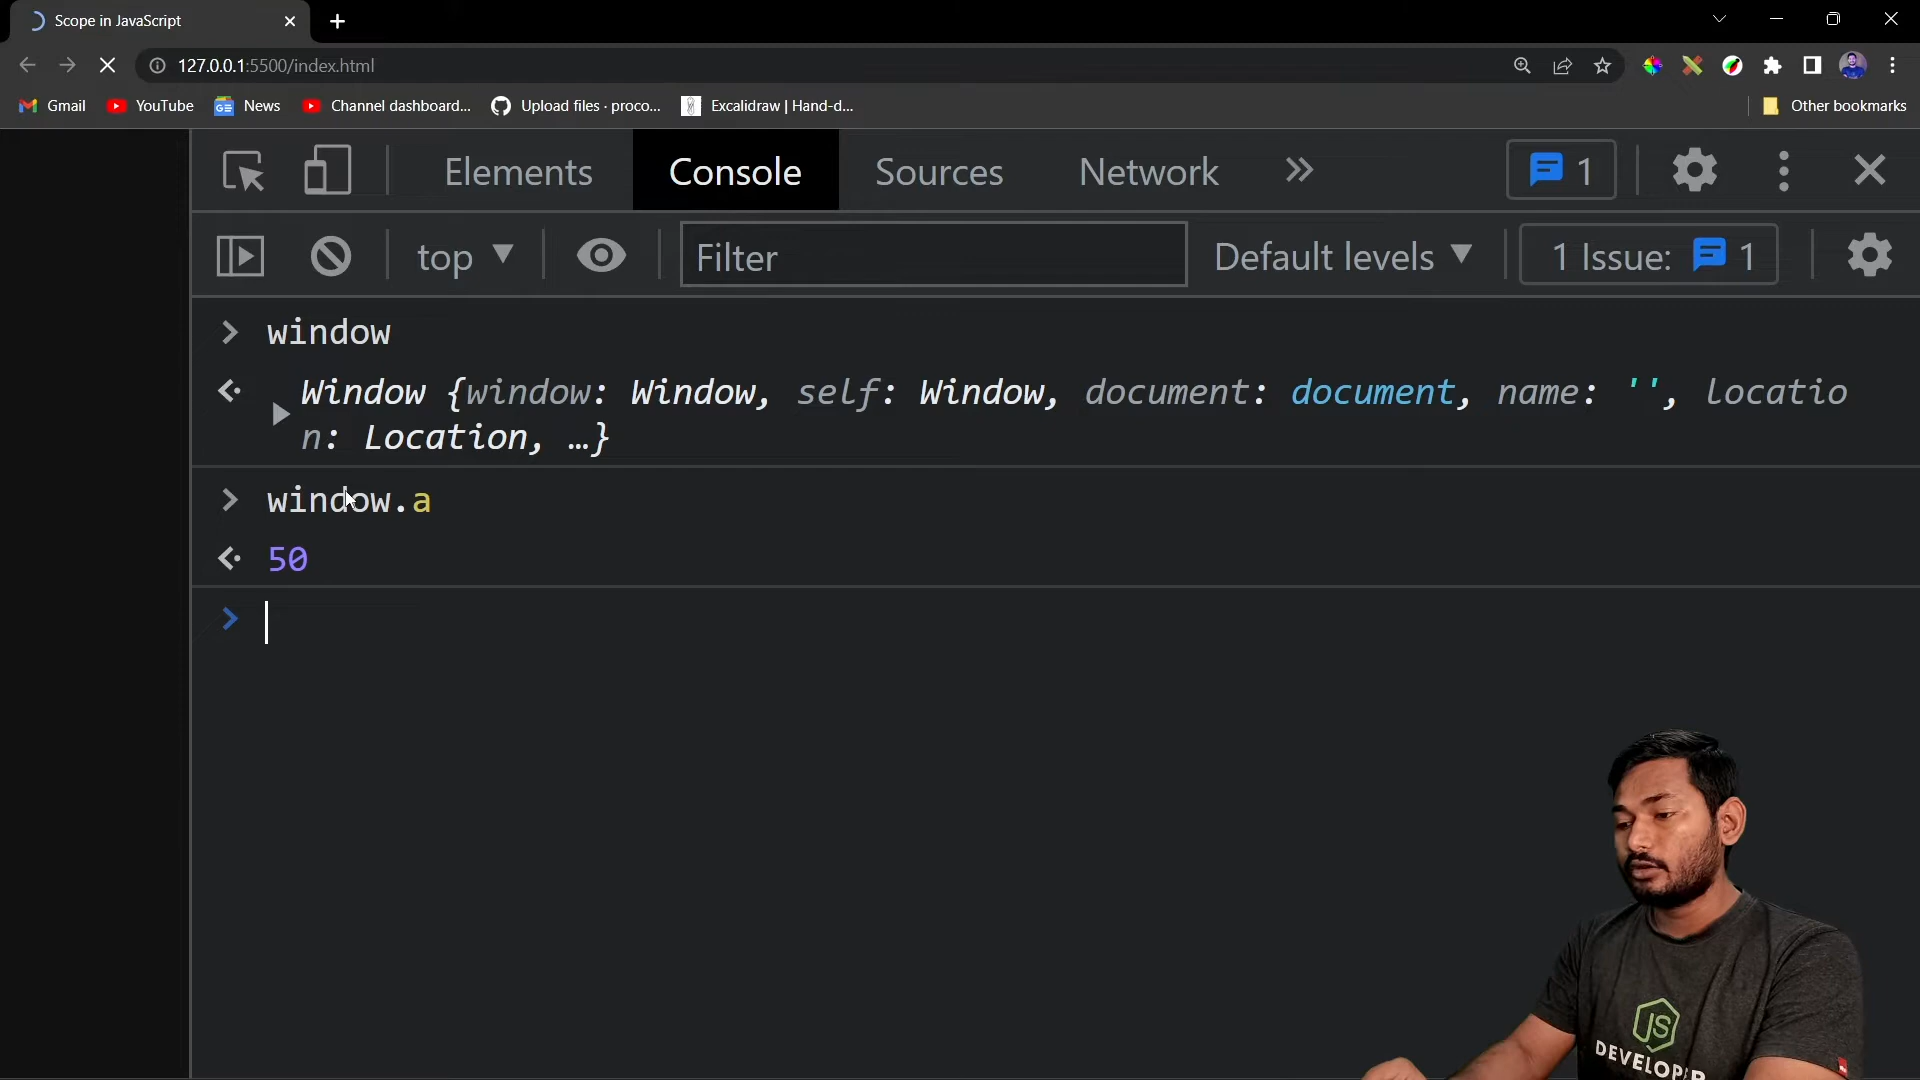 Scope in JavaScript
127.0.0.1:5500/index.html
Gmail YouTube News Channel dashboard... Upload files · proco... Excalidraw | Hand-d... Other bookmarks
Elements Console Sources Network 1
top Filter Default levels 1 Issue: 1
window
Window {window: Window, self: Window, document: document, name: '', locatio
n: Location, …}
window.a
50
JS
DEVELOPER